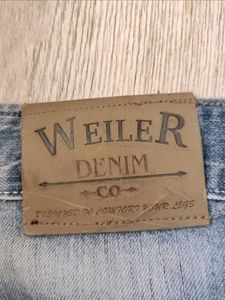 WEILER
DENIM
CO
DESIGNED TO COMFORT YOUR LEGS